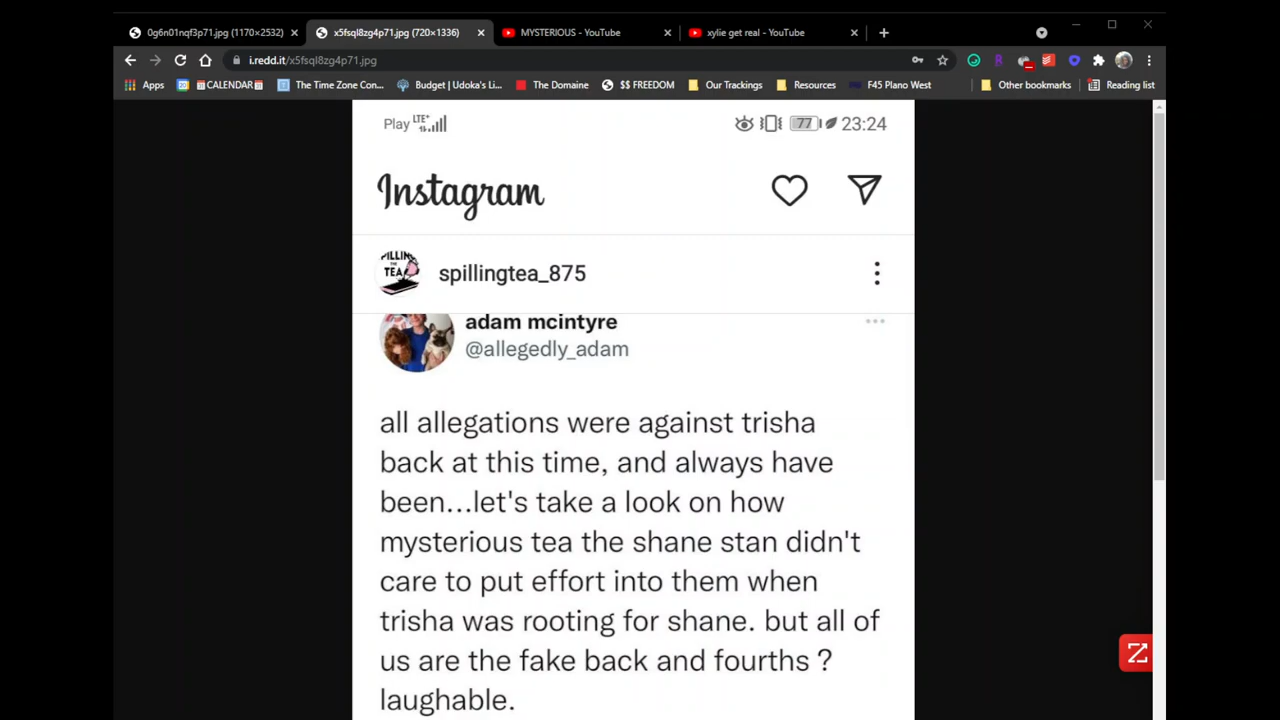 0g6n01nqf3p71.jpg (1170×2532)
x5fsql8zg4p71.jpg (720×1336)
MYSTERIOUS - YouTube
xylie get real - YouTube
i.redd.it/x5fsql8zg4p71.jpg
Apps
CALENDAR
The Time Zone Con...
Budget | Udoka's Li...
The Domaine
$$ FREEDOM
Our Trackings
Resources
F45 Plano West
Other bookmarks
Reading list
Play LTE+
77
23:24
Instagram
SPILLING THE TEA
spillingtea_875
adam mcintyre
@allegedly_adam
all allegations were against trisha
back at this time, and always have
been...let's take a look on how
mysterious tea the shane stan didn't
care to put effort into them when
trisha was rooting for shane. but all of
us are the fake back and fourths ?
laughable.